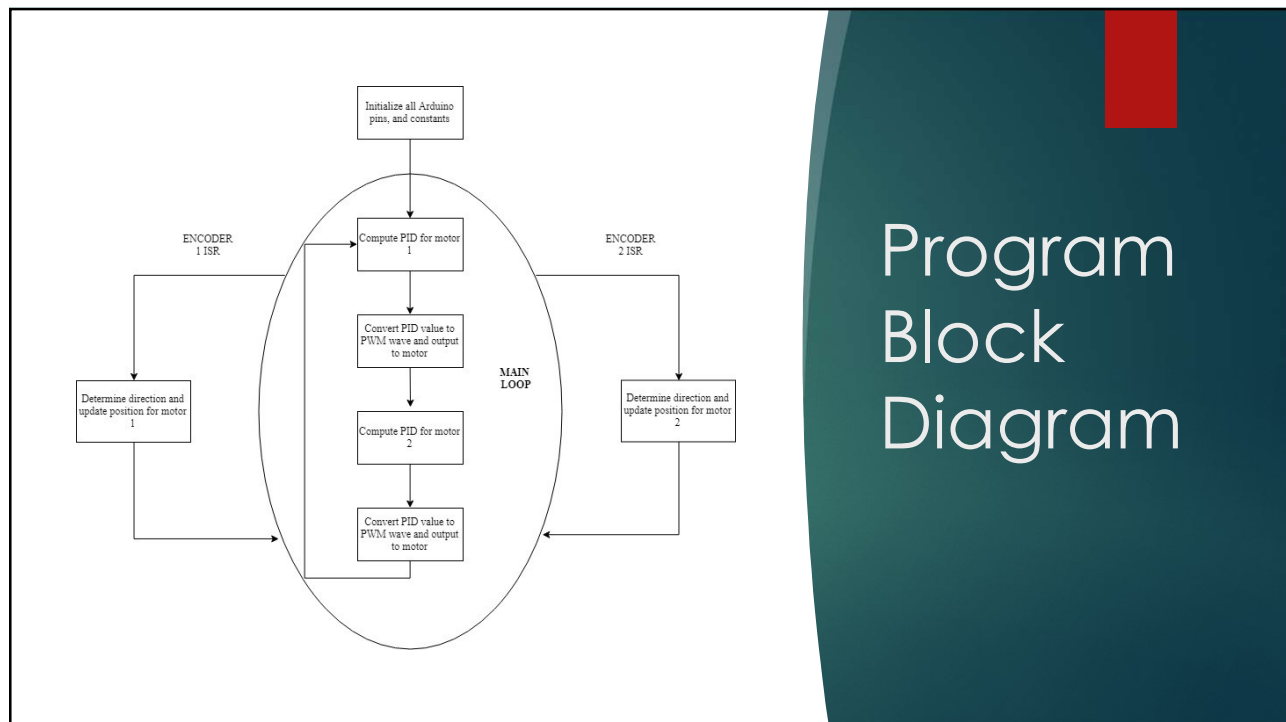 Initialize all Arduino
pins, and constants
ENCODER
1 ISR
Compute PID for motor
1
ENCODER
2 ISR
Convert PID value to
PWM wave and output
to motor
MAIN
LOOP
Determine direction and
update position for motor
1
Compute PID for motor
2
Determine direction and
update position for motor
2
Convert PID value to
PWM wave and output
to motor
Program
Block
Diagram